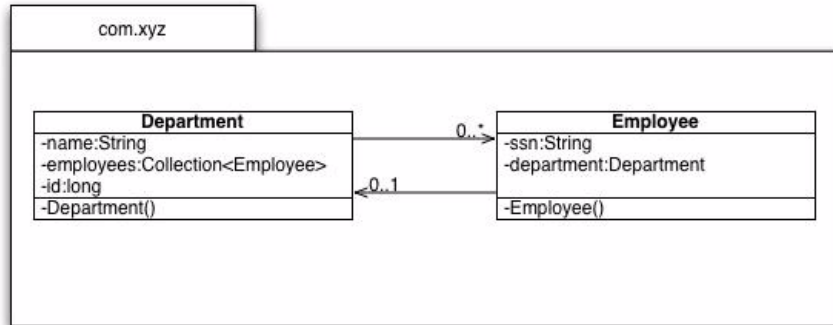 com.xyz
Department
-name:String
-employees:Collection<Employee>
-id:long
-Department()
0..*
0..1
Employee
-ssn:String
-department:Department
-Employee()